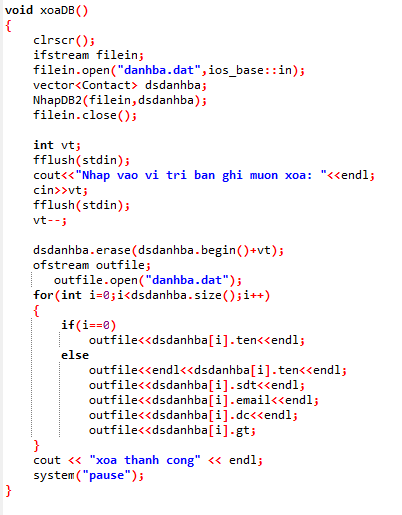 void xoaDB()
{
    clrscr();
    ifstream filein;
    filein.open("danhba.dat",ios_base::in);
    vector<Contact> dsdanhba;
    NhapDB2(filein,dsdanhba);
    filein.close();

    int vt;
    fflush(stdin);
    cout<<"Nhap vao vi tri ban ghi muon xoa: "<<endl;
    cin>>vt;
    fflush(stdin);
    vt--;

    dsdanhba.erase(dsdanhba.begin()+vt);
    ofstream outfile;
       outfile.open("danhba.dat");
    for(int i=0;i<dsdanhba.size();i++)
    {
        if(i==0)
            outfile<<dsdanhba[i].ten<<endl;
        else
            outfile<<endl<<dsdanhba[i].ten<<endl;
            outfile<<dsdanhba[i].sdt<<endl;
            outfile<<dsdanhba[i].email<<endl;
            outfile<<dsdanhba[i].dc<<endl;
            outfile<<dsdanhba[i].gt;
    }
    cout << "xoa thanh cong" << endl;
    system("pause");
}